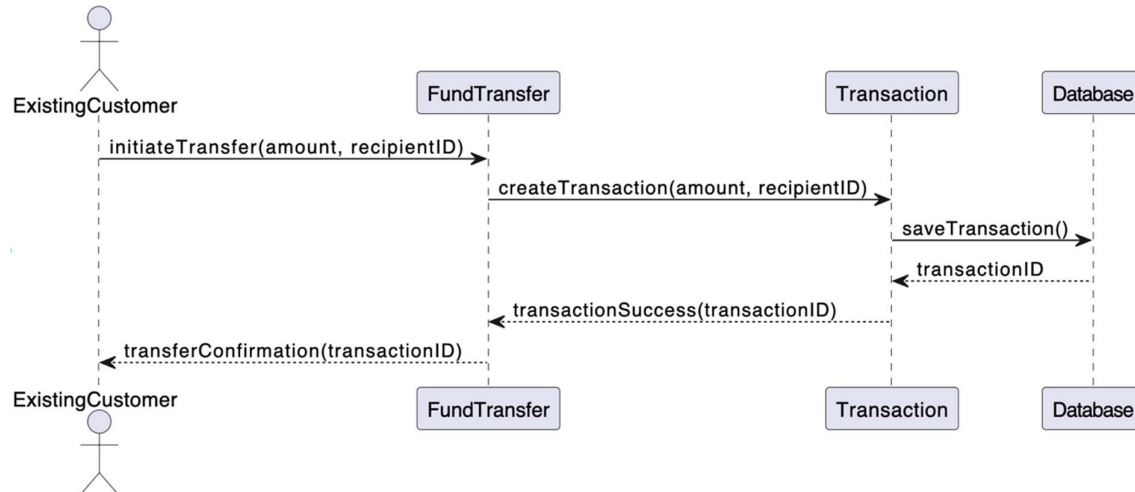 ExistingCustomer
FundTransfer
Transaction
Database
initiateTransfer(amount, recipientID)
createTransaction(amount, recipientID)
saveTransaction()
transactionID
transactionSuccess(transactionID)
transferConfirmation(transactionID)
ExistingCustomer
FundTransfer
Transaction
Database